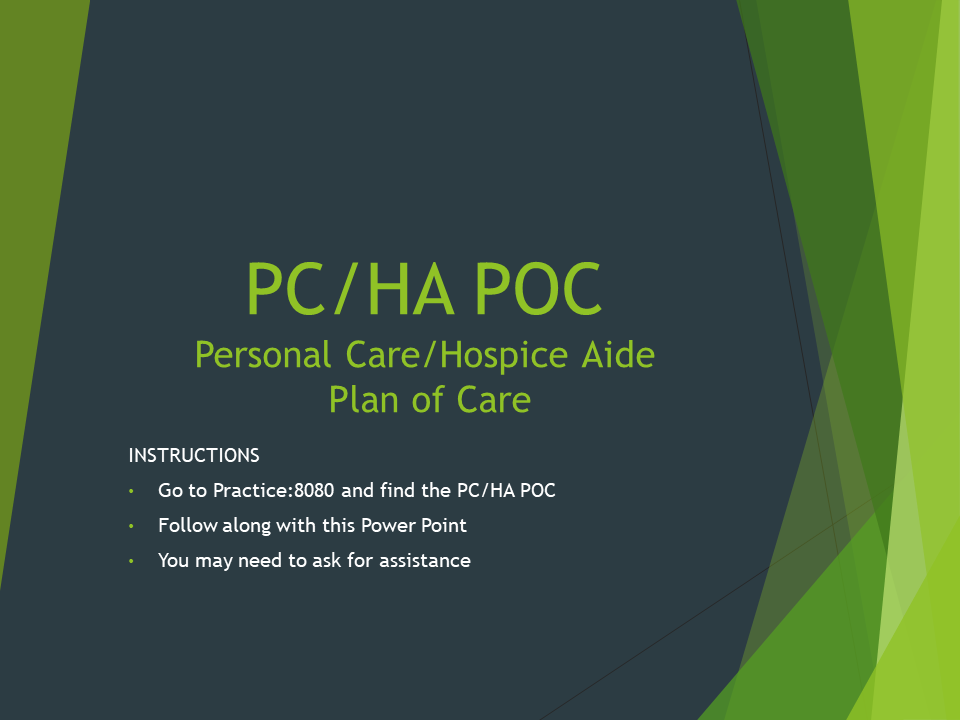 PC/HA POC
Personal Care/Hospice Aide
Plan of Care
INSTRUCTIONS
• Go to Practice:8080 and find the PC/HA POC
• Follow along with this Power Point
• You may need to ask for assistance